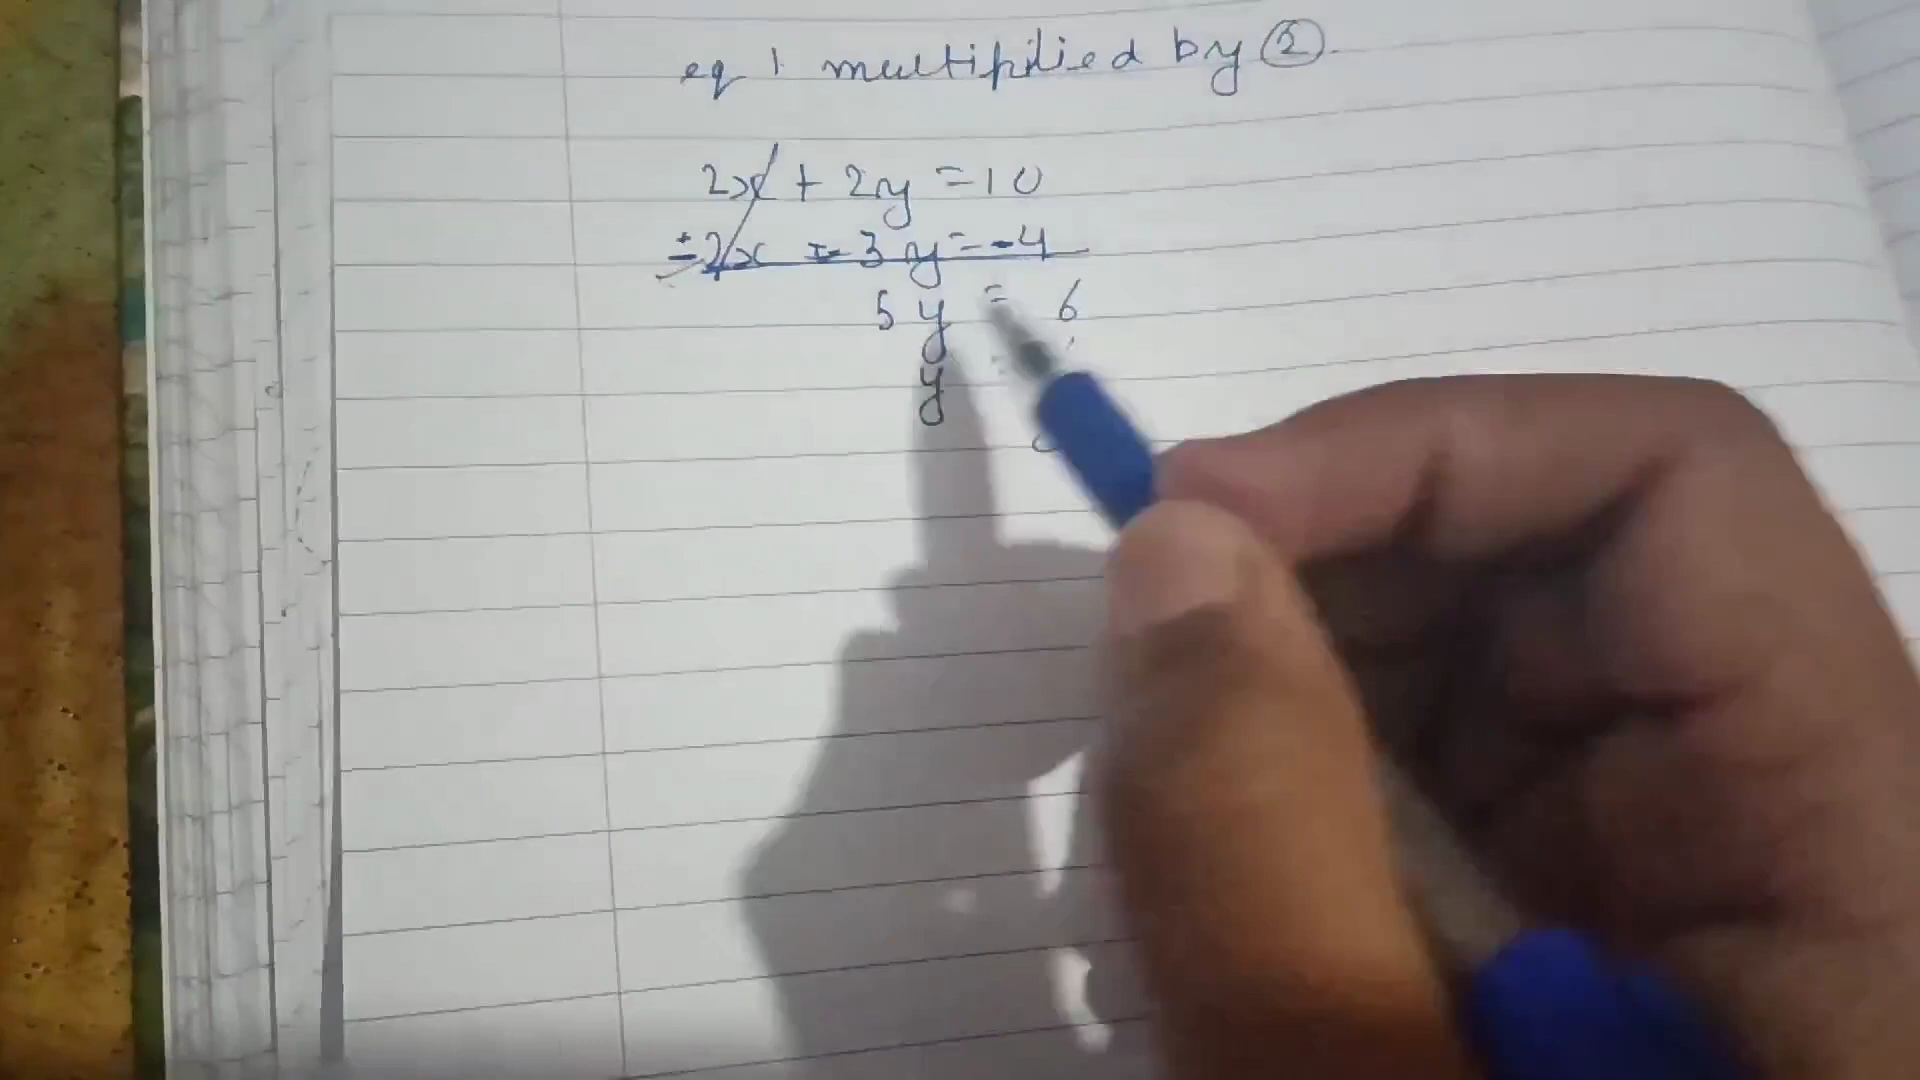 eq 1 multiplied by ②.
2x + 2y = 10
±2x ∓ 3y = -4
5y = 6
y